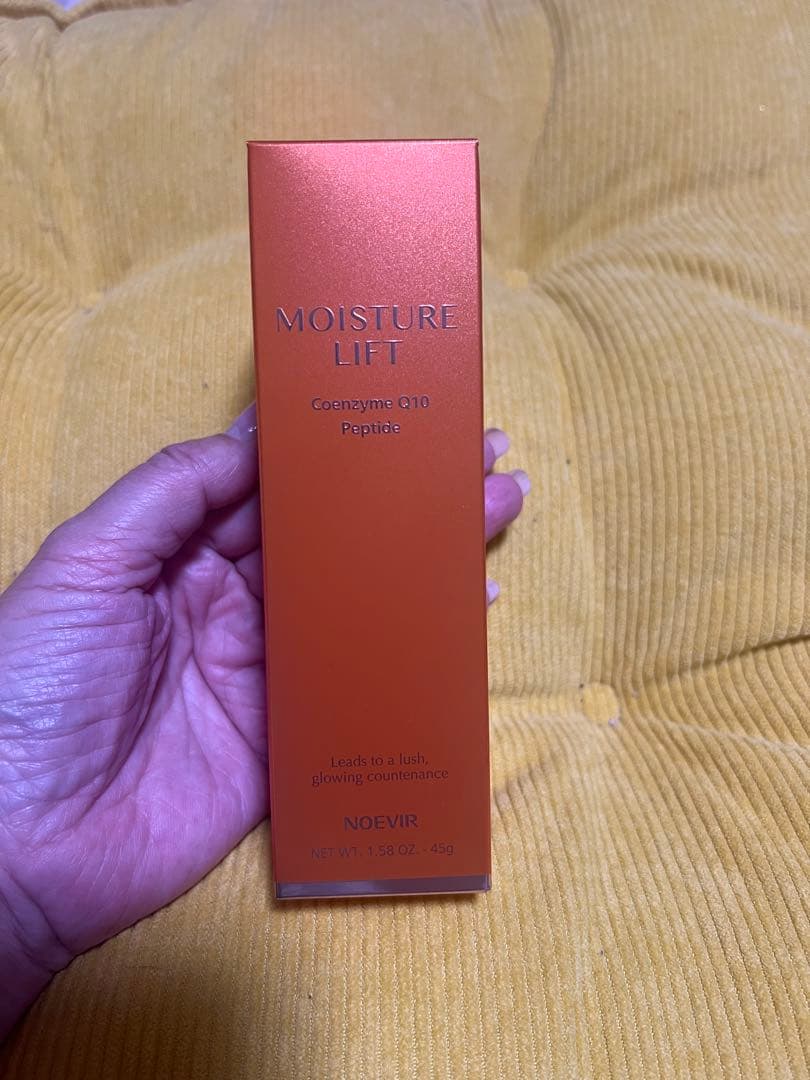 MOISTURE
LIFT
Coenzyme Q10
Peptide
Leads to a lush,
glowing countenance
NOEVIR
NET WT. 1.58 OZ. - 45g